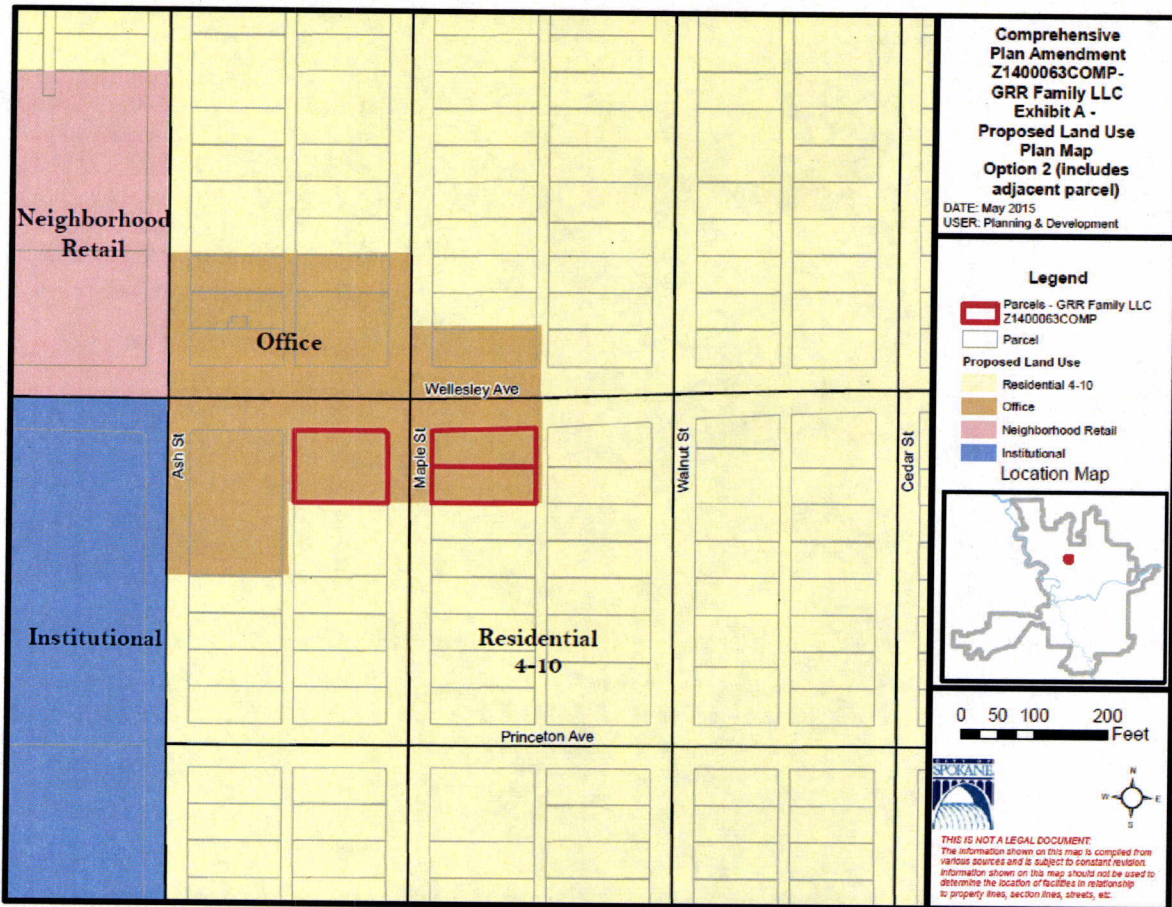 Comprehensive
Plan Amendment
Z1400063COMP-
GRR Family LLC
Exhibit A -
Proposed Land Use
Plan Map
Option 2 (includes
adjacent parcel)
DATE: May 2015
USER: Planning & Development
Legend
Parcels - GRR Family LLC
Z1400063COMP
Parcel
Proposed Land Use
Residential 4-10
Office
Neighborhood Retail
Institutional
Location Map
0 50 100 200
Feet
CITY OF
SPOKANE
N
W E
S
THIS IS NOT A LEGAL DOCUMENT:
The information shown on this map is compiled from
various sources and is subject to constant revision.
Information shown on this map should not be used to
determine the location of facilities in relationship
to property lines, section lines, streets, etc.
Neighborhood
Retail
Office
Wellesley Ave
Ash St
Maple St
Walnut St
Cedar St
Institutional
Residential
4-10
Princeton Ave